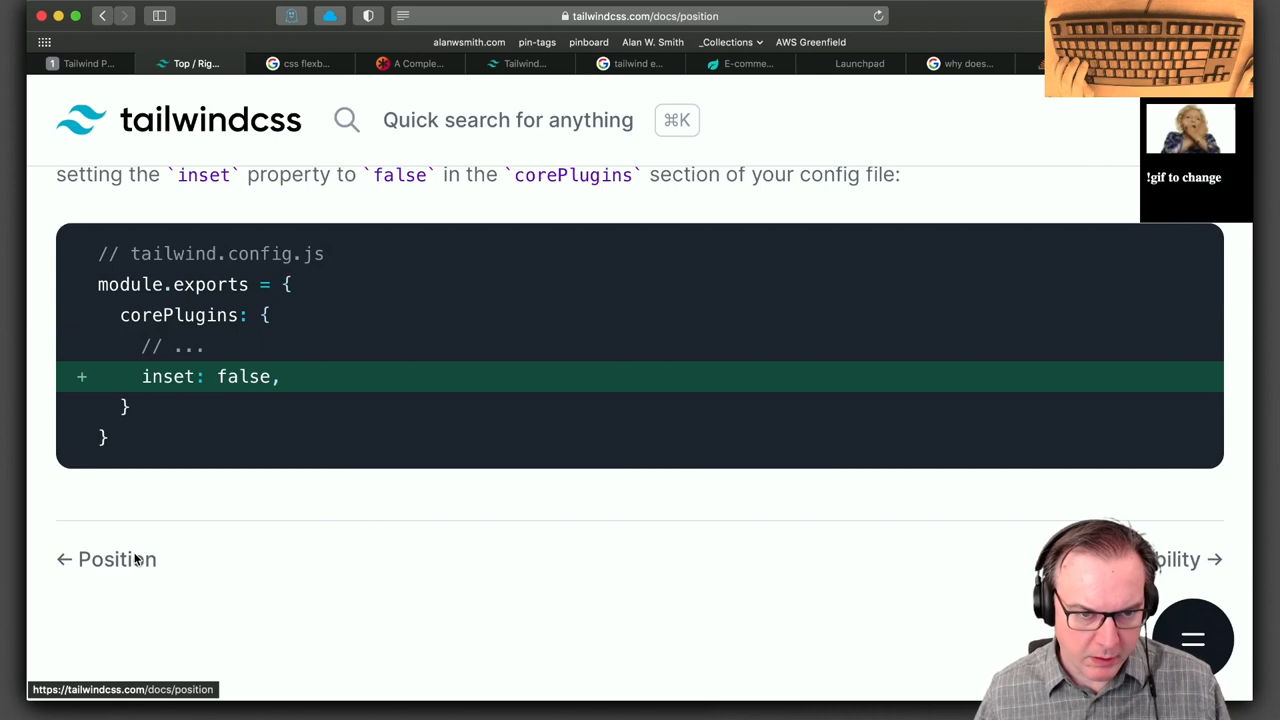 tailwindcss.com/docs/position
alanwsmith.com pin-tags pinboard Alan W. Smith _Collections AWS Greenfield
1 Tailwind P... Top / Rig... css flexb... A Comple... Tailwind... tailwind e... E-comme... Launchpad why does...
tailwindcss Quick search for anything ⌘K
!gif to change
setting the `inset` property to `false` in the `corePlugins` section of your config file:
// tailwind.config.js
module.exports = {
corePlugins: {
// ...
+ inset: false,
}
}
← Position bility →
https://tailwindcss.com/docs/position